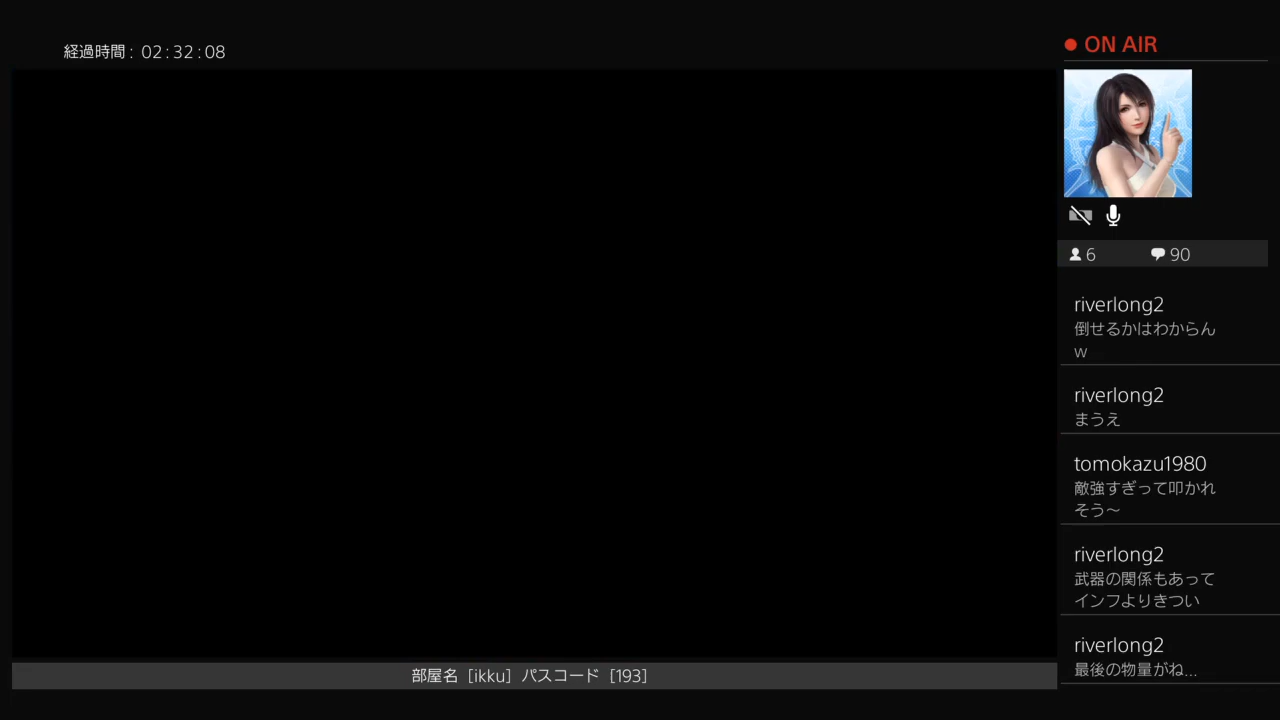 経過時間 : 02 : 32 : 08
ON AIR
6 90
riverlong2
倒せるかはわからん
w
riverlong2
まうえ
tomokazu1980
敵強すぎって叩かれ
そう～
riverlong2
武器の関係もあって
インフよりきつい
riverlong2
最後の物量がね...
部屋名 [ikku] パスコード [193]